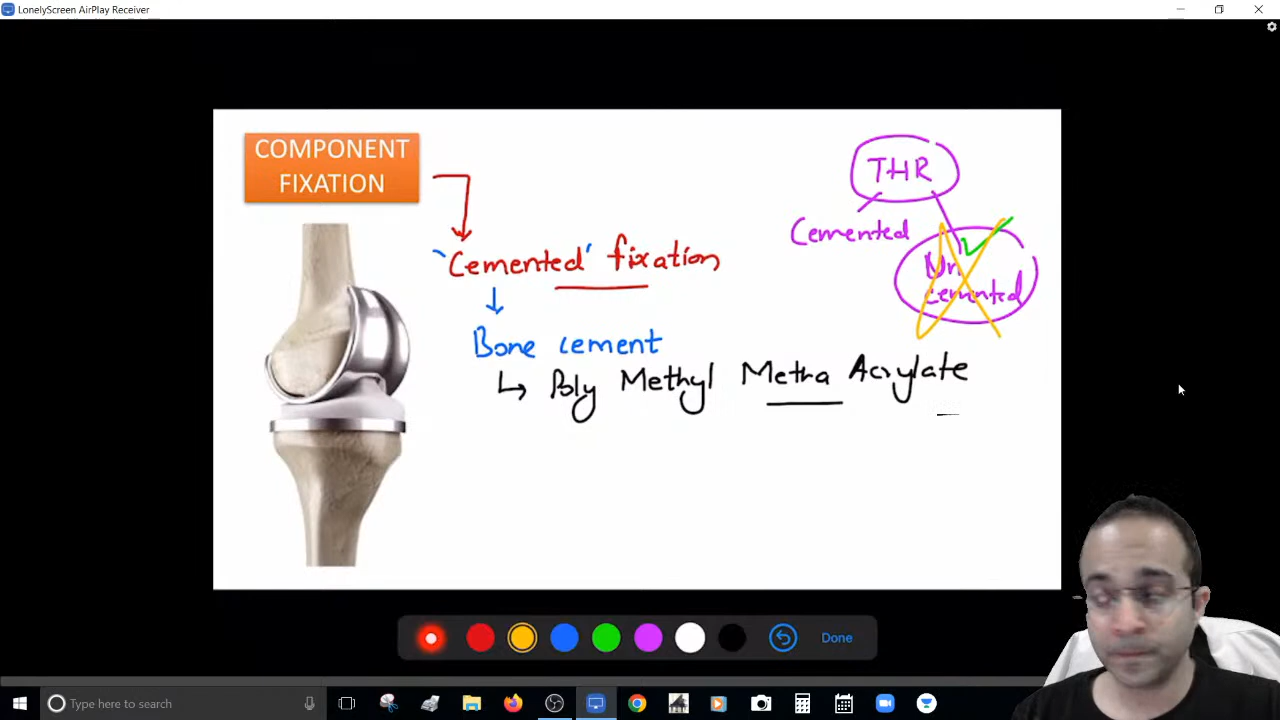 LonelyScreen AirPlay Receiver
COMPONENT
FIXATION
THR
Cemented
Un
cemented
"Cemented" fixation
Bone cement
Poly Methyl Metha Acrylate
Done
Type here to search